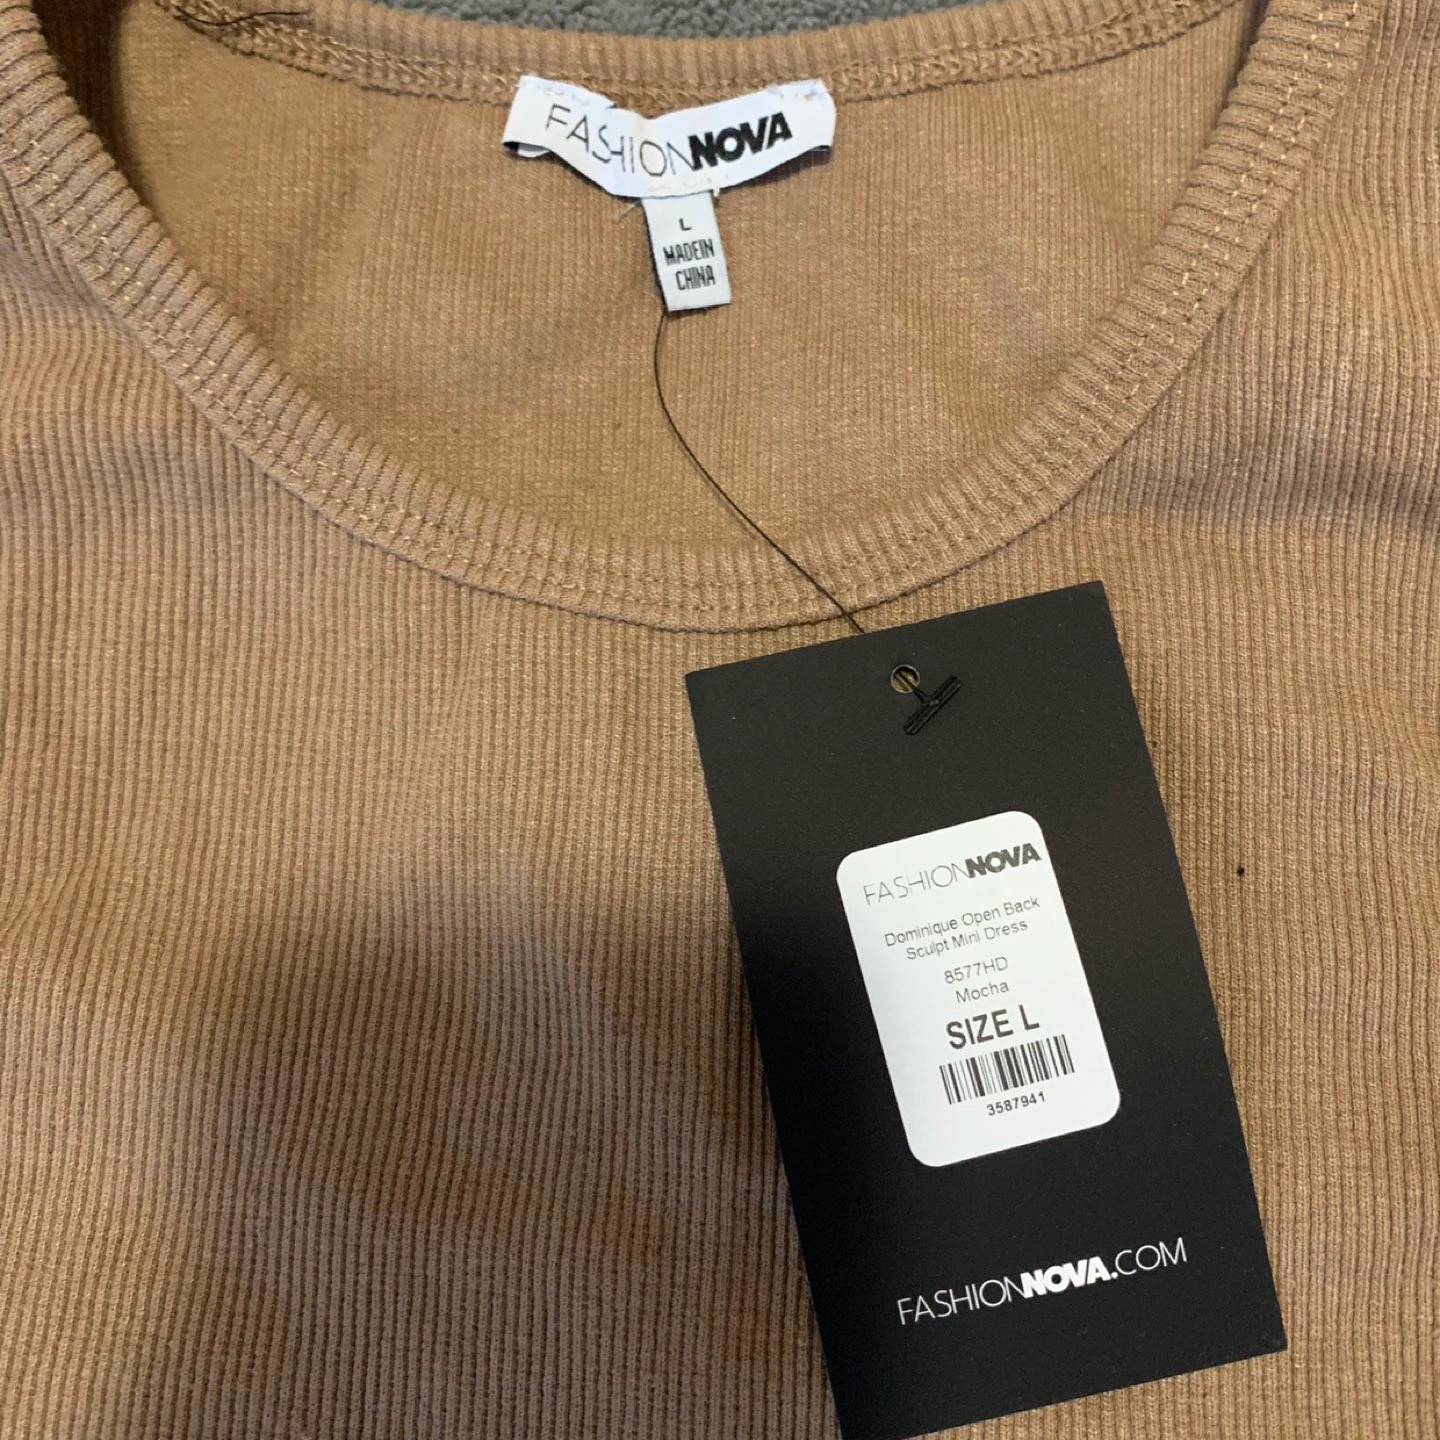 FASHIONNOVA
L
MADE IN
CHINA
FASHIONNOVA
Dominique Open Back
Sculpt Mini Dress
8577HD
Mocha
SIZE L
3587941
FASHIONNOVA.COM